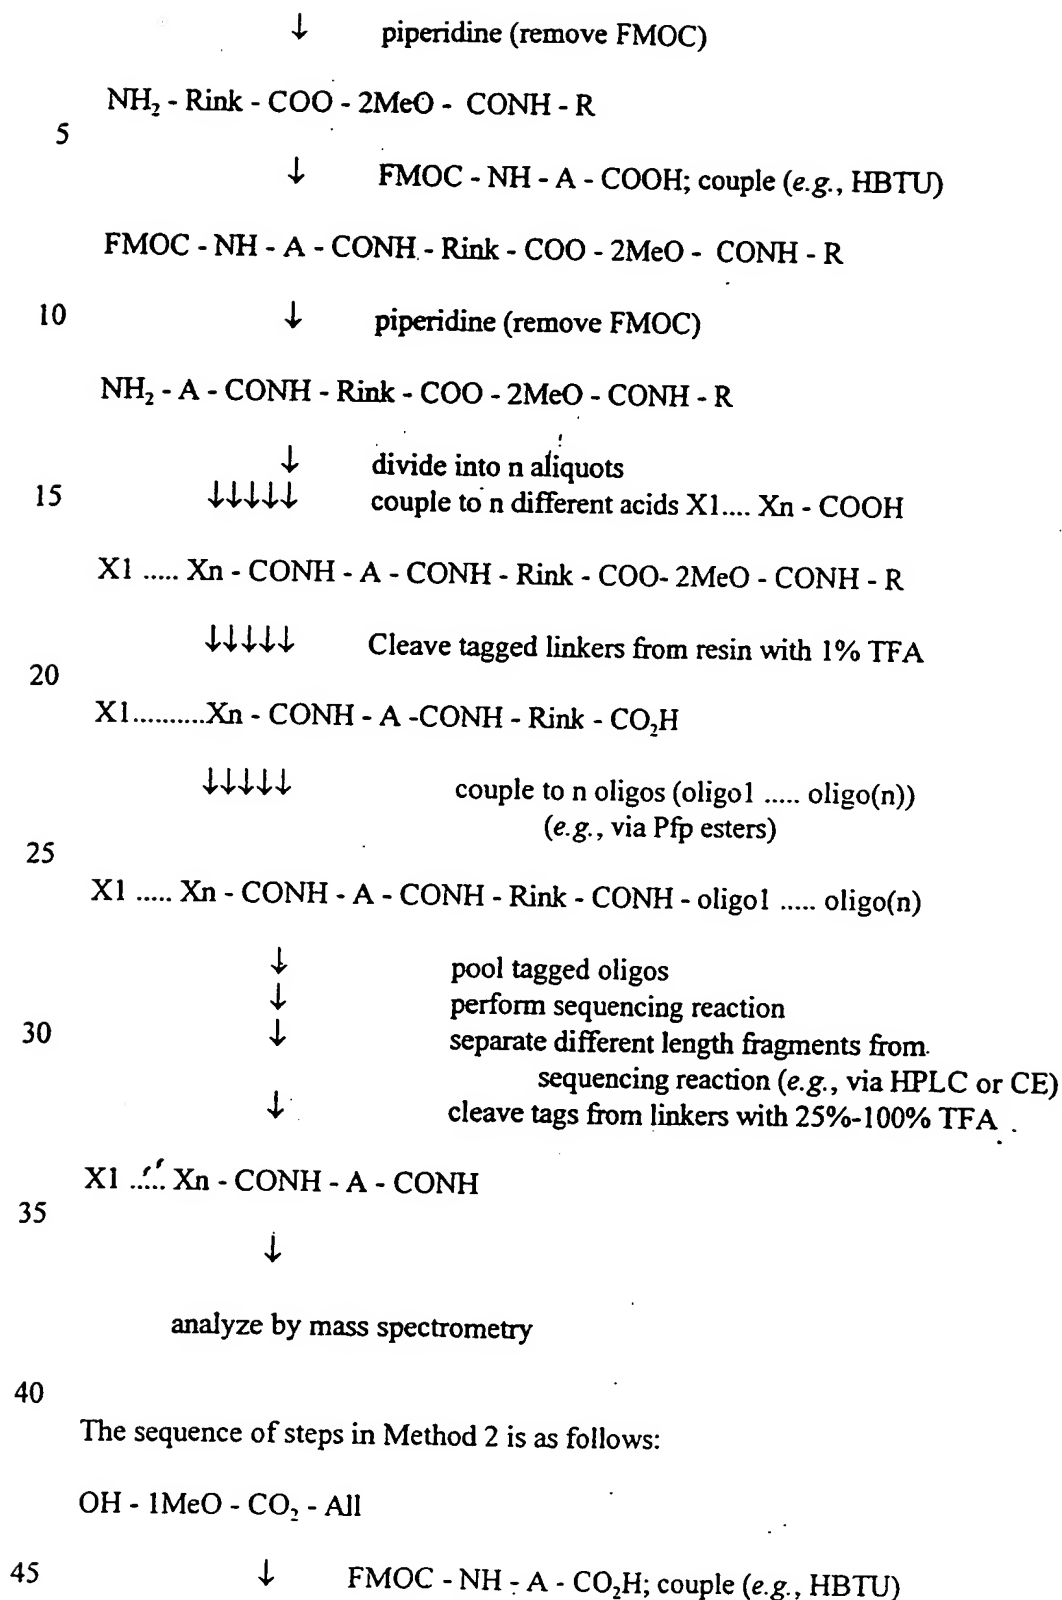 ↓ piperidine (remove FMOC)
NH₂ - Rink - COO - 2MeO - CONH - R
5
↓ FMOC - NH - A - COOH; couple (e.g., HBTU)
FMOC - NH - A - CONH - Rink - COO - 2MeO - CONH - R
10 ↓ piperidine (remove FMOC)
NH₂ - A - CONH - Rink - COO - 2MeO - CONH - R
↓ divide into n aliquots
15 ↓↓↓↓↓ couple to n different acids X1.... Xn - COOH
X1 ..... Xn - CONH - A - CONH - Rink - COO- 2MeO - CONH - R
↓↓↓↓↓ Cleave tagged linkers from resin with 1% TFA
20
X1..........Xn - CONH - A -CONH - Rink - CO₂H
↓↓↓↓↓ couple to n oligos (oligo1 ..... oligo(n))
(e.g., via Pfp esters)
25
X1 ..... Xn - CONH - A - CONH - Rink - CONH - oligo1 ..... oligo(n)
↓ pool tagged oligos
↓ perform sequencing reaction
30 ↓ separate different length fragments from
sequencing reaction (e.g., via HPLC or CE)
↓ cleave tags from linkers with 25%-100% TFA
X1 ..... Xn - CONH - A - CONH
35
↓
analyze by mass spectrometry
40
The sequence of steps in Method 2 is as follows:
OH - 1MeO - CO₂ - All
45 ↓ FMOC - NH - A - CO₂H; couple (e.g., HBTU)